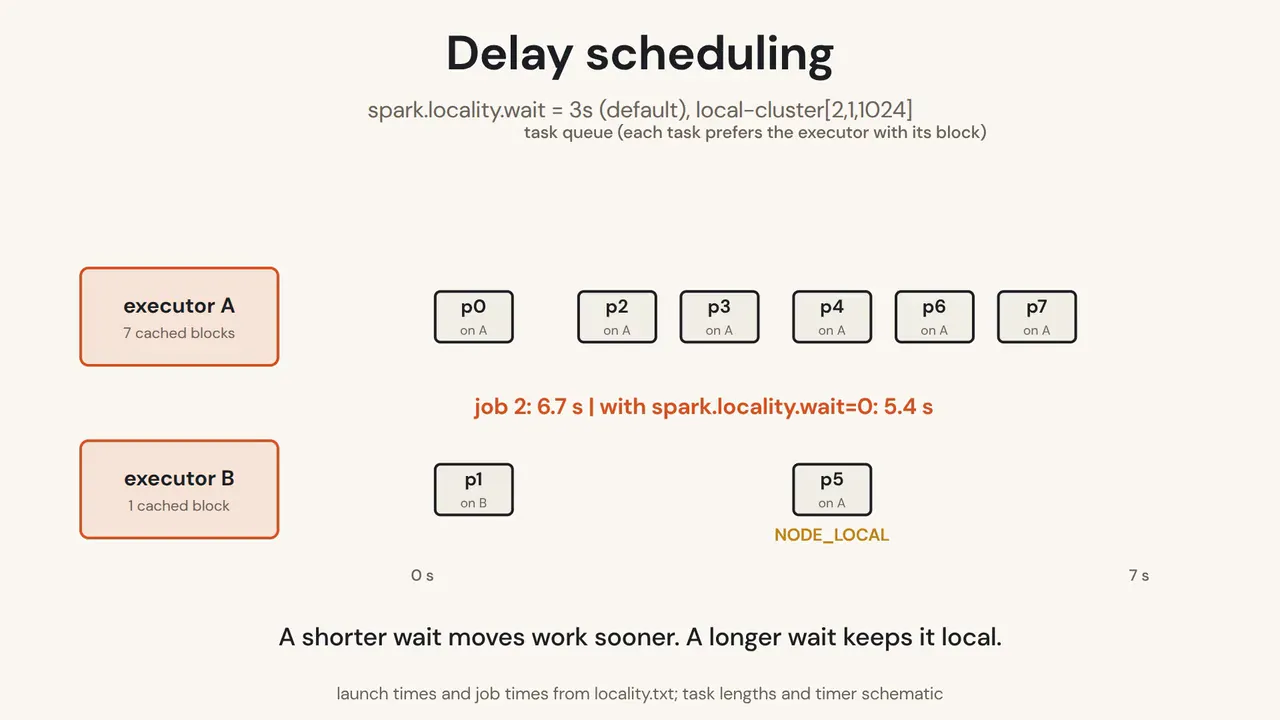 Delay scheduling
spark.locality.wait = 3s (default), local-cluster[2,1,1024]
task queue (each task prefers the executor with its block)
executor A
7 cached blocks
p0
on A
p2
on A
p3
on A
p4
on A
p6
on A
p7
on A
job 2: 6.7 s | with spark.locality.wait=0: 5.4 s
executor B
1 cached block
p1
on B
p5
on A
NODE_LOCAL
0 s
7 s
A shorter wait moves work sooner. A longer wait keeps it local.
launch times and job times from locality.txt; task lengths and timer schematic